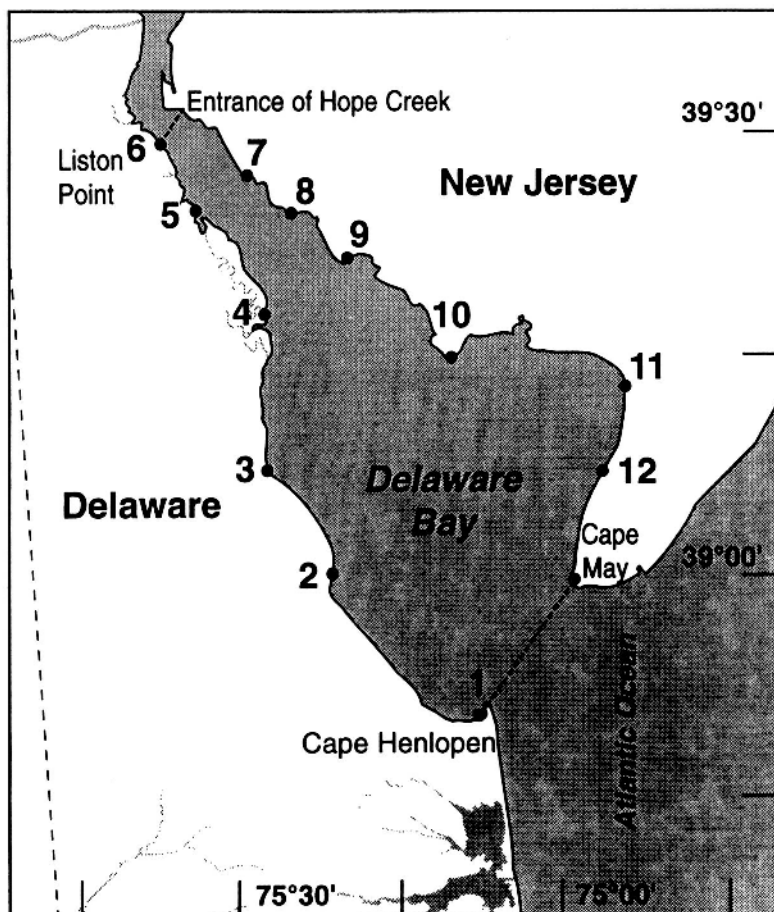 Entrance of Hope Creek
39°30'
6
7
Liston
Point
8
New Jersey
5
9
4
10
11
3
12
Delaware
Delaware
Bay
Cape
May
39°00'
2
1
Cape Henlopen
Atlantic Ocean
75°30'
75°00'